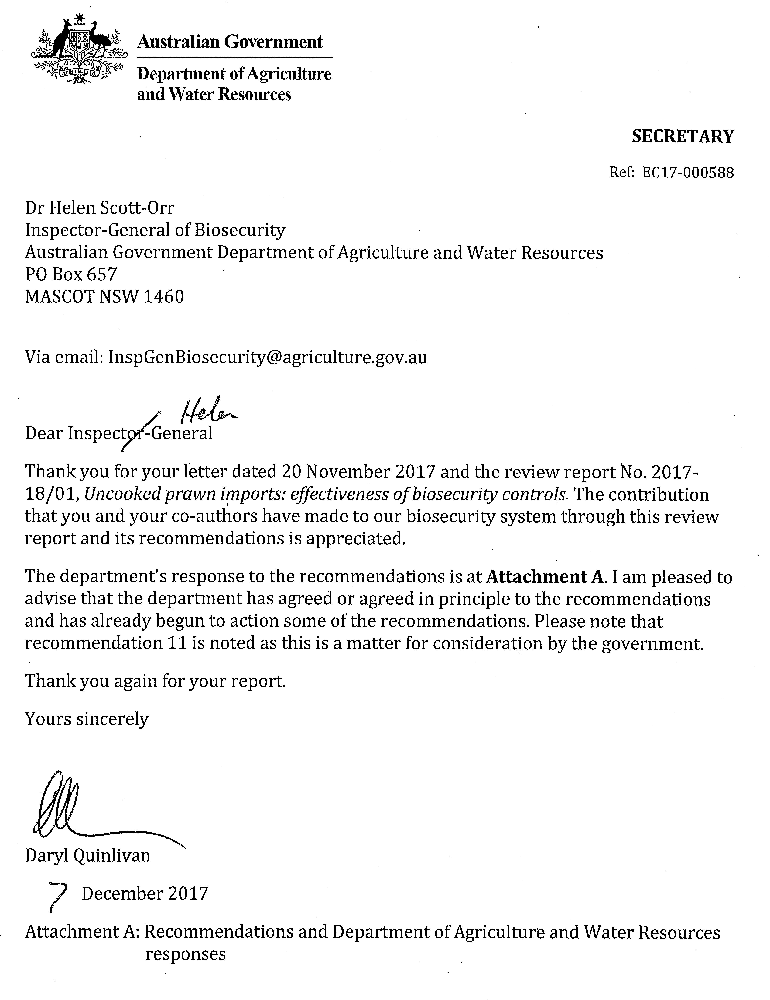 AUSTRALIA
Australian Government
Department of Agriculture
and Water Resources
SECRETARY
Ref: EC17-000588
Dr Helen Scott-Orr
Inspector-General of Biosecurity
Australian Government Department of Agriculture and Water Resources
PO Box 657
MASCOT NSW 1460
Via email: InspGenBiosecurity@agriculture.gov.au
Helen
Dear Inspector-General
Thank you for your letter dated 20 November 2017 and the review report No. 2017-
18/01, Uncooked prawn imports: effectiveness of biosecurity controls. The contribution
that you and your co-authors have made to our biosecurity system through this review
report and its recommendations is appreciated.
The department's response to the recommendations is at Attachment A. I am pleased to
advise that the department has agreed or agreed in principle to the recommendations
and has already begun to action some of the recommendations. Please note that
recommendation 11 is noted as this is a matter for consideration by the government.
Thank you again for your report.
Yours sincerely
Daryl Quinlivan
7 December 2017
Attachment A: Recommendations and Department of Agriculture and Water Resources
responses